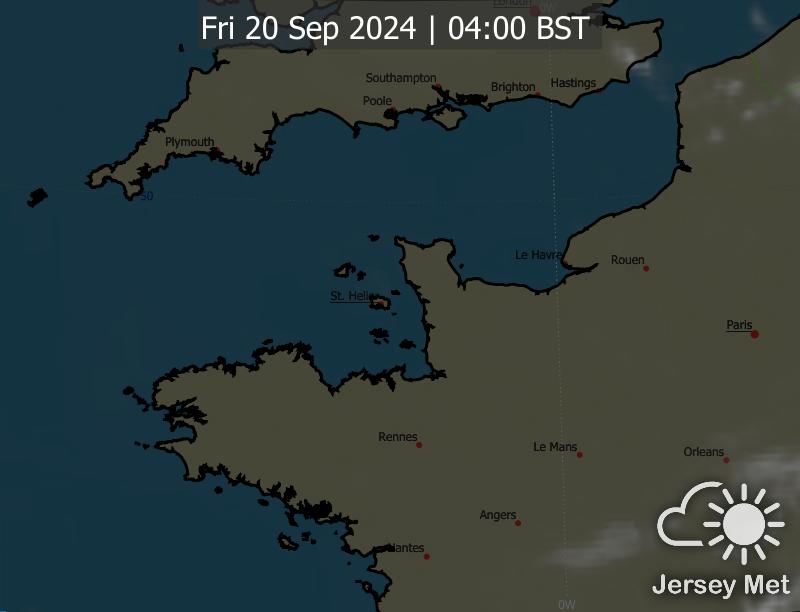 London
0W
Fri 20 Sep 2024 | 04:00 BST
Southampton
Brighton
Hastings
Poole
Plymouth
50
Le Havre
Rouen
St. Helier
Paris
Rennes
Le Mans
Orleans
Angers
Nantes
Jersey Met
0W